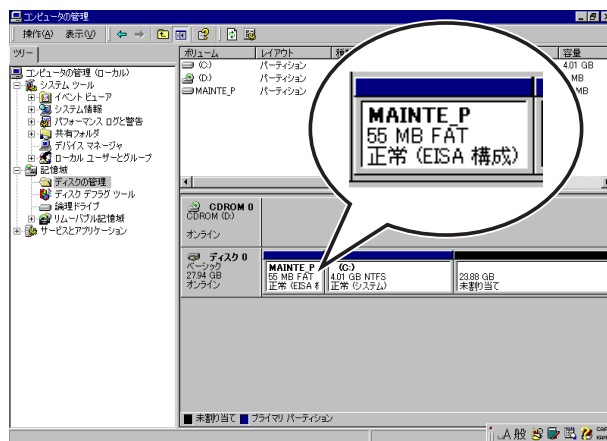 コンピュータの管理
操作(A) 表示(V)
ツリー
コンピュータの管理 (ローカル)
システム ツール
イベント ビューア
システム情報
パフォーマンス ログと警告
共有フォルダ
デバイス マネージャ
ローカル ユーザーとグループ
記憶域
ディスクの管理
ディスク デフラグ ツール
論理ドライブ
リムーバブル記憶域
サービスとアプリケーション
ボリューム レイアウト 容量
(C:) パーティション 4.01 GB
(D:) パーティション MB
MAINTE_P パーティション MB
MAINTE_P
55 MB FAT
正常 (EISA 構成)
CDROM 0
CDROM (D:)
オンライン
ディスク 0
ベーシック
27.94 GB
オンライン
MAINTE_P
55 MB FAT
正常 (EISA
(C:)
4.01 GB NTFS
正常 (システム)
23.88 GB
未割り当て
未割り当て プライマリ パーティション
A 般